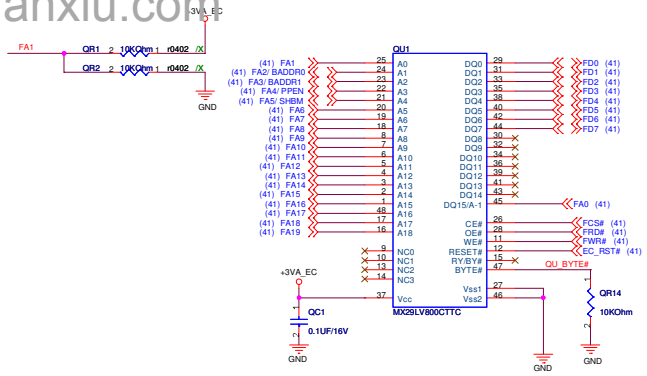 anxiu.com
+3VA_EC
FA1
QR1 2 10KOhm 1 r0402 /X
QR2 2 10KOhm 1 r0402 /X
GND
QU1
(41) FA1 25 A0 DQ0 29 FD0 (41)
(41) FA2/ BADDR0 24 A1 DQ1 31 FD1 (41)
(41) FA3/ BADDR1 23 A2 DQ2 33 FD2 (41)
(41) FA4/ PPEN 22 A3 DQ3 35 FD3 (41)
(41) FA5/ SHBM 21 A4 DQ4 38 FD4 (41)
(41) FA6 20 A5 DQ5 40 FD5 (41)
(41) FA7 19 A6 DQ6 42 FD6 (41)
(41) FA8 18 A7 DQ7 44 FD7 (41)
(41) FA9 8 A8 DQ8 30
(41) FA10 7 A9 DQ9 32
(41) FA11 6 A10 DQ10 34
(41) FA12 5 A11 DQ11 36
(41) FA13 4 A12 DQ12 39
(41) FA14 3 A13 DQ13 41
(41) FA15 2 A14 DQ14 43
(41) FA16 1 A15 DQ15/A-1 45 FA0 (41)
(41) FA17 48 A16
(41) FA18 17 A17 CE# 26 FCS# (41)
(41) FA19 16 A18 OE# 28 FRD# (41)
WE# 11 FWR# (41)
9 NC0 RESET# 12 EC_RST# (41)
10 NC1 RY/BY# 15
13 NC2 BYTE# 47 QU_BYTE#
14 NC3
+3VA_EC
Vss1 27
37 Vcc Vss2 46
MX29LV800CTTC
1 QC1 2
0.1UF/16V
GND
1 QR14 2
10KOhm
GND
GND